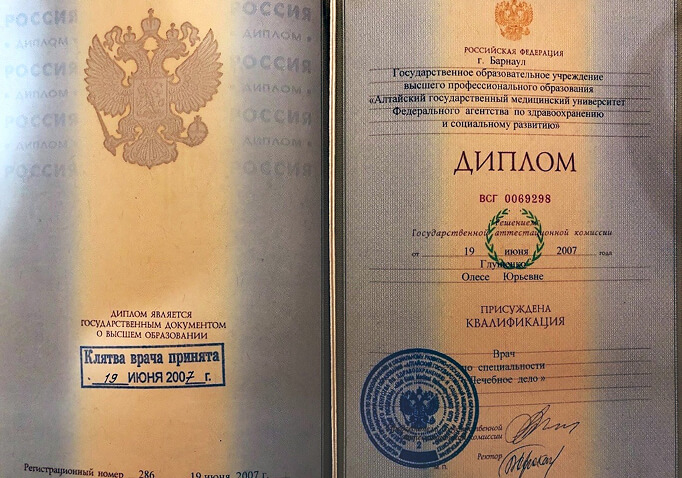 РОССИЯ
ДИПЛОМ
РОССИЯ
ДИПЛОМ
РОССИЯ
ДИПЛОМ
РОССИЯ
ДИПЛОМ ЯВЛЯЕТСЯ
ГОСУДАРСТВЕННЫМ ДОКУМЕНТОМ
О ВЫСШЕМ ОБРАЗОВАНИИ
Клятва врача принята
19 ИЮНЯ 2007 г.
Регистрационный номер 286 19 июня 2007 г.
РОССИЙСКАЯ ФЕДЕРАЦИЯ
г. Барнаул
Государственное образовательное учреждение
высшего профессионального образования
«Алтайский государственный медицинский университет
Федерального агентства по здравоохранению
и социальному развитию»
ДИПЛОМ
ВСГ 0069298
Решением
Государственной аттестационной комиссии
от 19 июня 2007 года
Олесе Юрьевне
ПРИСУЖДЕНА
КВАЛИФИКАЦИЯ
Врач
по специальности
Лечебное дело»
комиссии
Ректор
М.П.